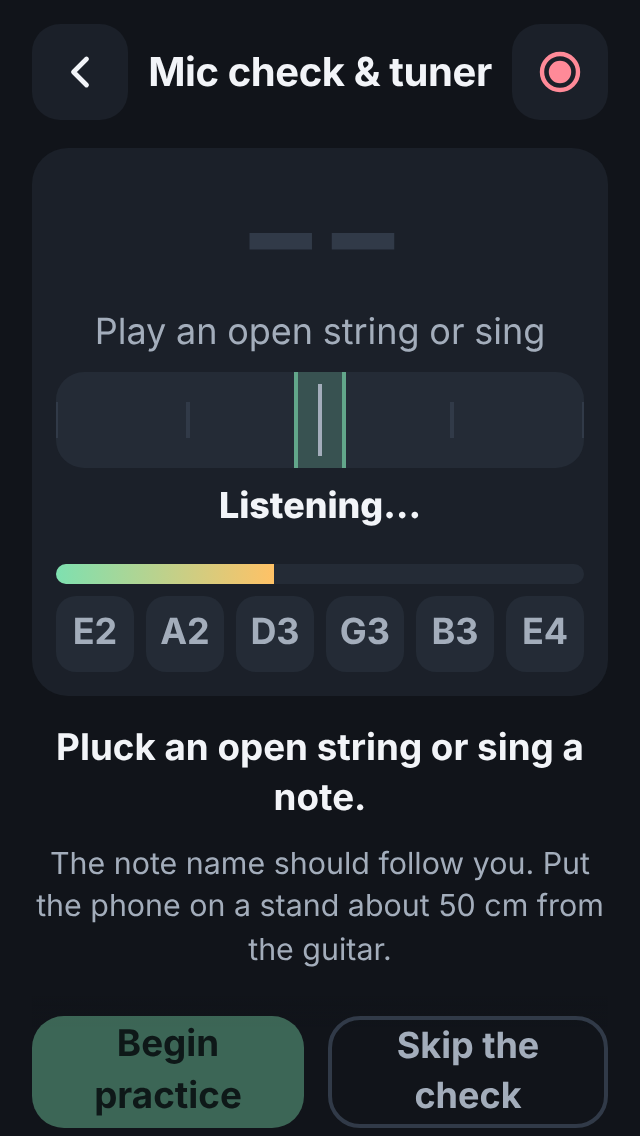 Mic check & tuner
– –
Play an open string or sing
Listening...
E2 A2 D3 G3 B3 E4
Pluck an open string or sing a
note.
The note name should follow you. Put
the phone on a stand about 50 cm from
the guitar.
Begin
practice
Skip the
check